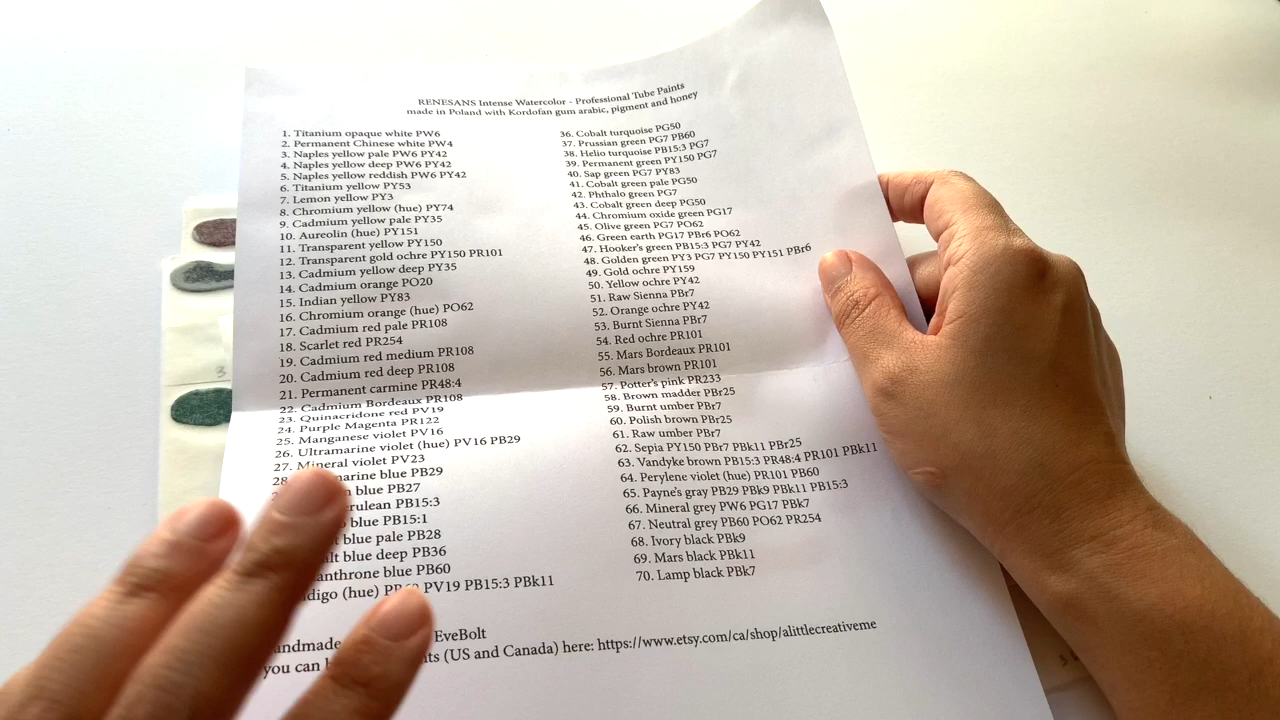 RENESANS Intense Watercolor - Professional Tube Paints
made in Poland with Kordofan gum arabic, pigment and honey
1. Titanium opaque white PW6
2. Permanent Chinese white PW4
3. Naples yellow pale PW6 PY42
4. Naples yellow deep PW6 PY42
5. Naples yellow reddish PW6 PY42
6. Titanium yellow PY53
7. Lemon yellow PY3
8. Chromium yellow (hue) PY74
9. Cadmium yellow pale PY35
10. Aureolin (hue) PY151
11. Transparent yellow PY150
12. Transparent gold ochre PY150 PR101
13. Cadmium yellow deep PY35
14. Cadmium orange PO20
15. Indian yellow PY83
16. Chromium orange (hue) PO62
17. Cadmium red pale PR108
18. Scarlet red PR254
19. Cadmium red medium PR108
20. Cadmium red deep PR108
21. Permanent carmine PR48:4
22. Cadmium Bordeaux PR108
23. Quinacridone red PV19
24. Purple Magenta PR122
25. Manganese violet PV16
26. Ultramarine violet (hue) PV16 PB29
27. Mineral violet PV23
28. marine blue PB29
blue PB27
erulean PB15:3
blue PB15:1
blue pale PB28
lt blue deep PB36
anthrone blue PB60
digo (hue) PV19 PB15:3 PBk11
36. Cobalt turquoise PG50
37. Prussian green PG7 PB60
38. Helio turquoise PB15:3 PG7
39. Permanent green PY150 PG7
40. Sap green PG7 PY83
41. Cobalt green pale PG50
42. Phthalo green PG7
43. Cobalt green deep PG50
44. Chromium oxide green PG17
45. Olive green PG7 PO62
46. Green earth PG17 PBr6 PO62
47. Hooker's green PB15:3 PG7 PY42
48. Golden green PY3 PG7 PY150 PY151 PBr6
49. Gold ochre PY159
50. Yellow ochre PY42
51. Raw Sienna PBr7
52. Orange ochre PY42
53. Burnt Sienna PBr7
54. Red ochre PR101
55. Mars Bordeaux PR101
56. Mars brown PR101
57. Potter's pink PR233
58. Brown madder PBr25
59. Burnt umber PBr7
60. Polish brown PBr25
61. Raw umber PBr7
62. Sepia PY150 PBr7 PBk11 PBr25
63. Vandyke brown PB15:3 PR48:4 PR101 PBk11
64. Perylene violet (hue) PR101 PB60
65. Payne's gray PB29 PBk9 PBk11 PB15:3
66. Mineral grey PW6 PG17 PBk7
67. Neutral grey PB60 PO62 PR254
68. Ivory black PBk9
69. Mars black PBk11
70. Lamp black PBk7
andmade EveBolt
you can nts (US and Canada) here: https://www.etsy.com/ca/shop/alittlecreativeme
3